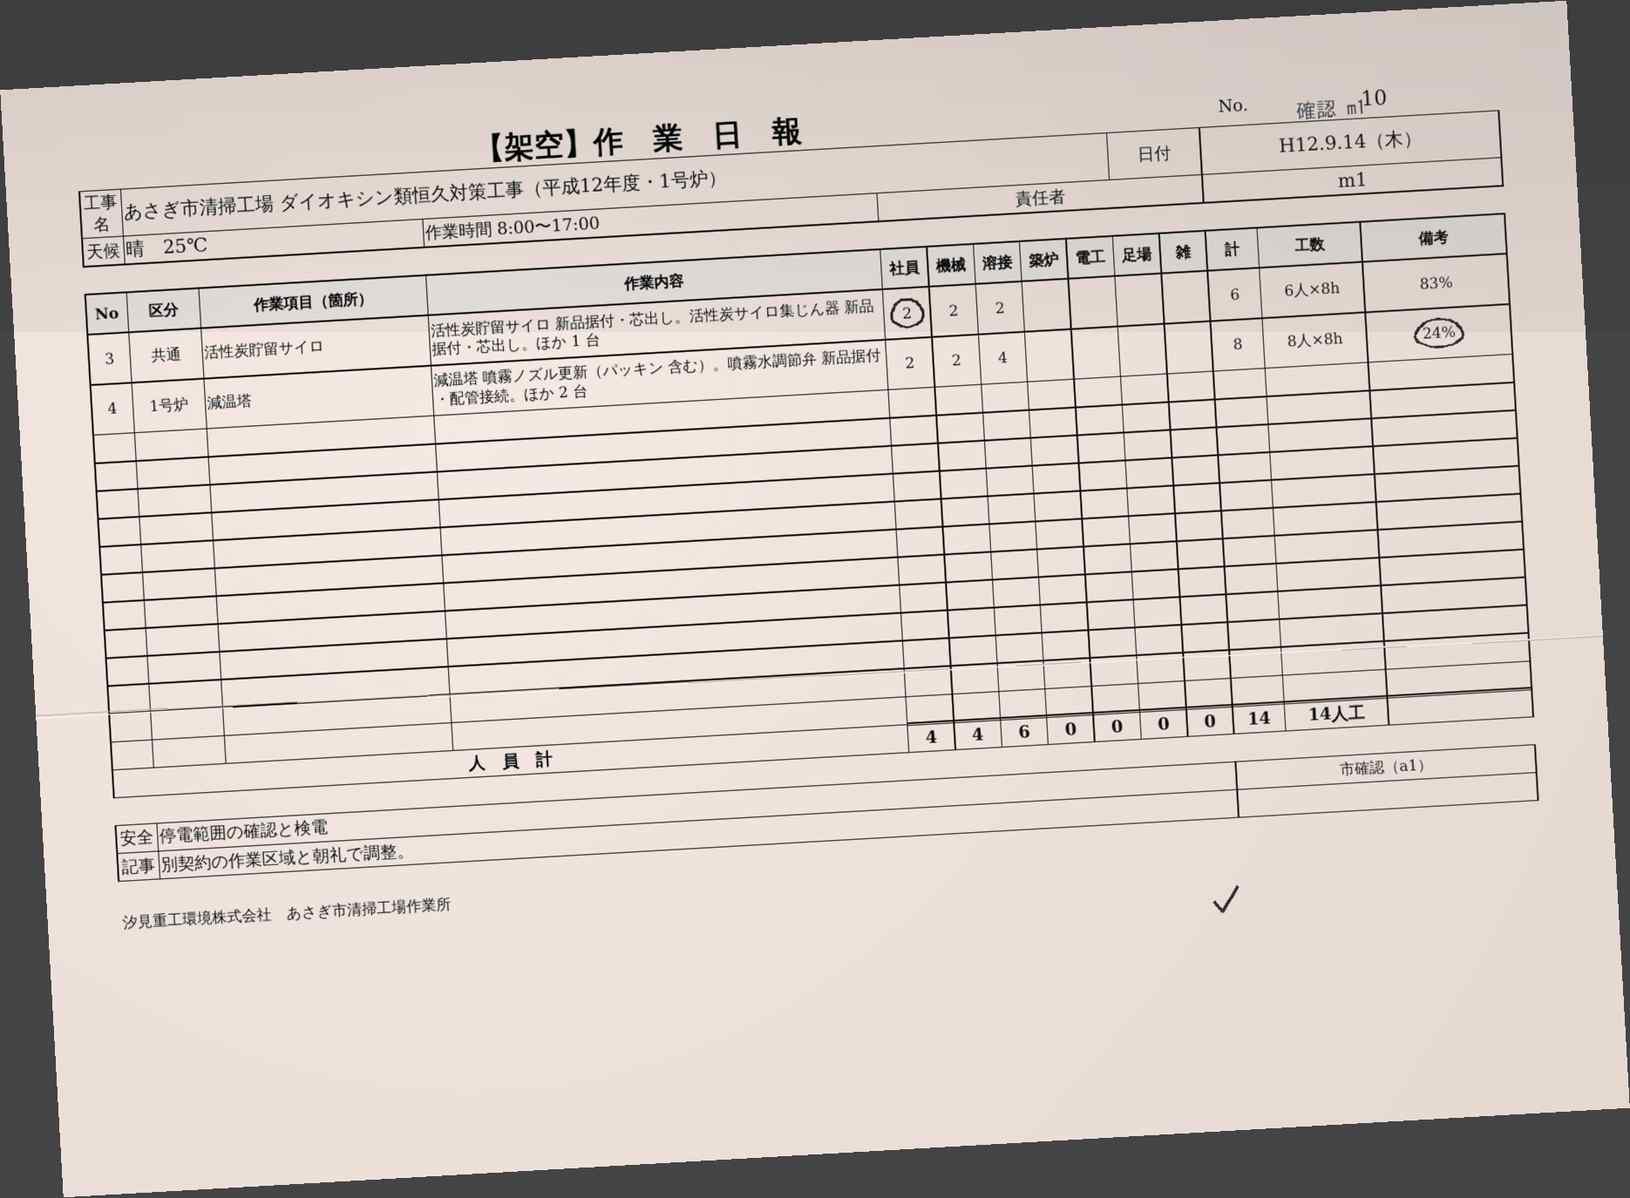 No. 確認 m1 10
【架空】作 業 日 報
工事名 あさぎ市清掃工場 ダイオキシン類恒久対策工事（平成12年度・1号炉） 日付 H12.9.14（木）
天候 晴 25℃ 作業時間 8:00〜17:00 責任者 m1
No 区分 作業項目（箇所） 作業内容 社員 機械 溶接 築炉 電工 足場 雑 計 工数 備考
3 共通 活性炭貯留サイロ 活性炭貯留サイロ 新品据付・芯出し。活性炭サイロ集じん器 新品 2 2 2 6 6人×8h 83%
据付・芯出し。ほか 1 台
4 1号炉 減温塔 減温塔 噴霧ノズル更新（パッキン 含む）。噴霧水調節弁 新品据付 2 2 4 8 8人×8h 24%
・配管接続。ほか 2 台
人 員 計 4 4 6 0 0 0 0 14 14人工
安全 停電範囲の確認と検電 市確認（a1）
記事 別契約の作業区域と朝礼で調整。
汐見重工環境株式会社 あさぎ市清掃工場作業所